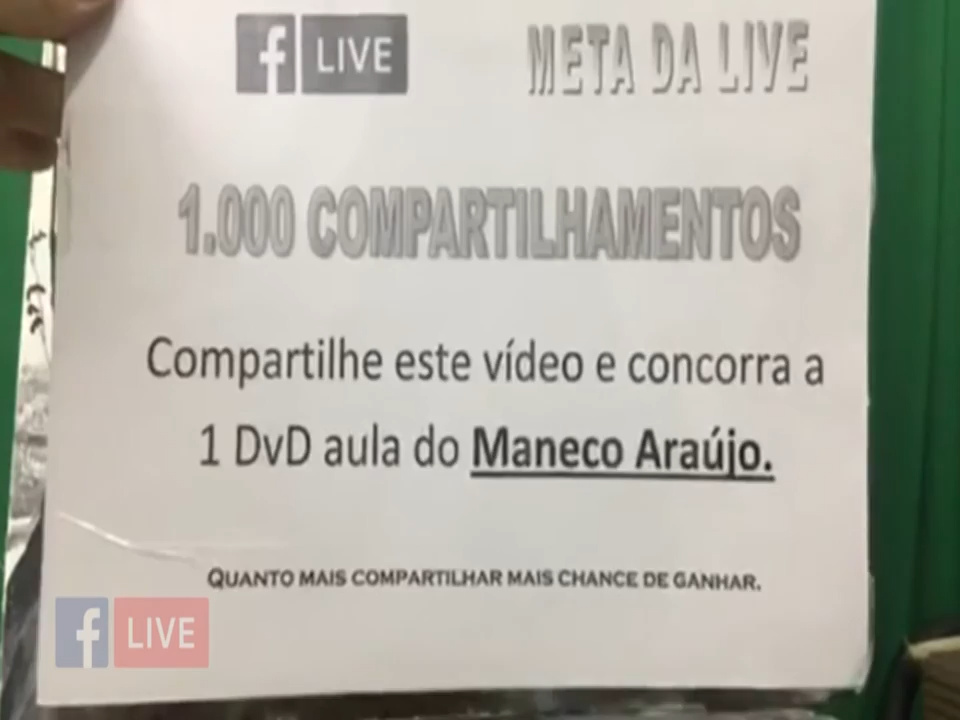 f LIVE META DA LIVE
1.000 COMPARTILHAMENTOS
Compartilhe este vídeo e concorra a
1 DvD aula do Maneco Araújo.
QUANTO MAIS COMPARTILHAR MAIS CHANCE DE GANHAR.
f LIVE